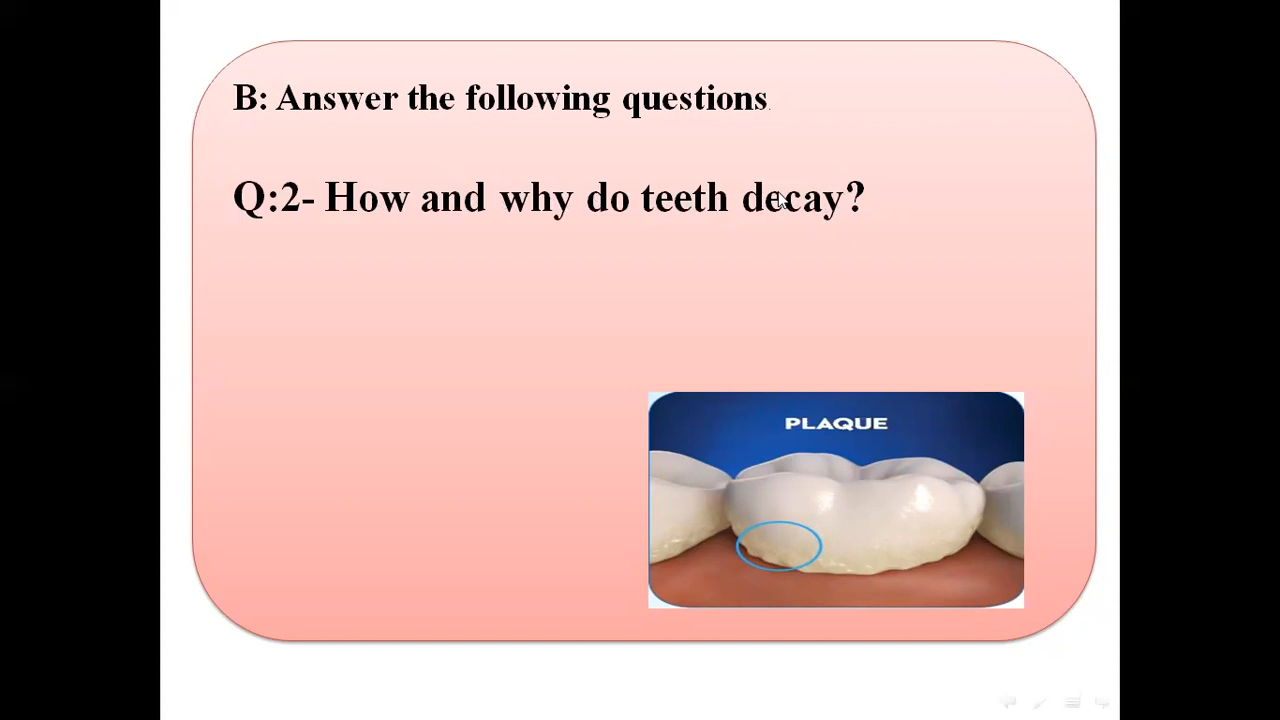 B: Answer the following questions.
Q:2- How and why do teeth decay?
PLAQUE